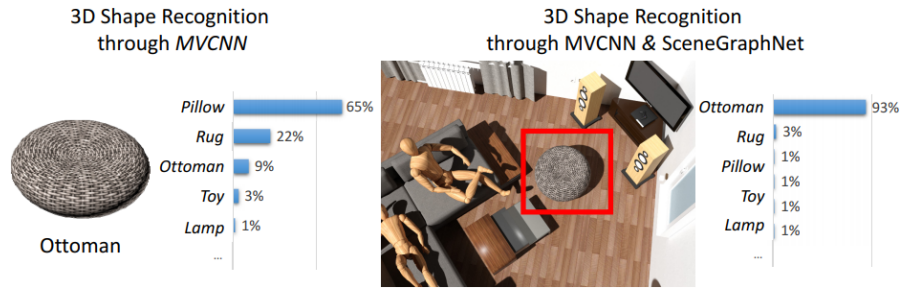 3D Shape Recognition
through MVCNN
Pillow 65%
Rug 22%
Ottoman 9%
Toy 3%
Lamp 1%
...
Ottoman
3D Shape Recognition
through MVCNN & SceneGraphNet
Ottoman 93%
Rug 3%
Pillow 1%
Toy 1%
1%
Lamp 1%
...